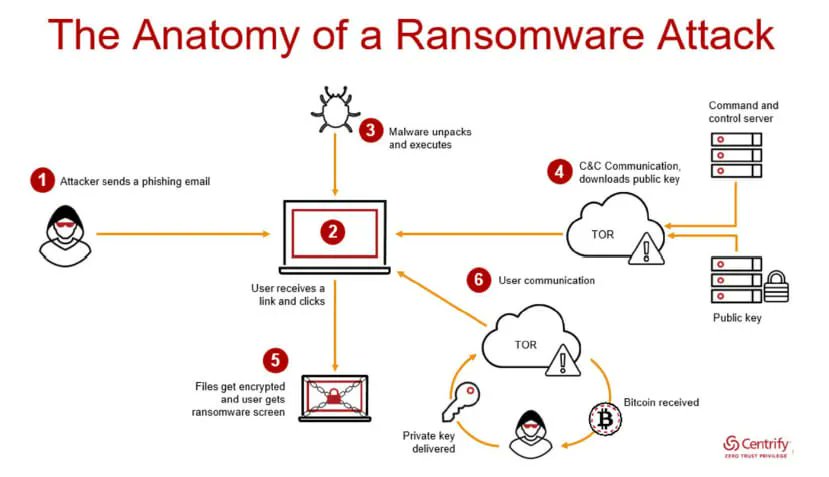 The Anatomy of a Ransomware Attack
Command and
control server
3
Malware unpacks
and executes
4
C&C Communication,
downloads public key
1
Attacker sends a phishing email
2
TOR
User receives a
link and clicks
6
User communication
Public key
TOR
5
Files get encrypted
and user gets
ransomware screen
Bitcoin received
B
Private key
delivered
Centrify
ZERO TRUST PRIVILEGE